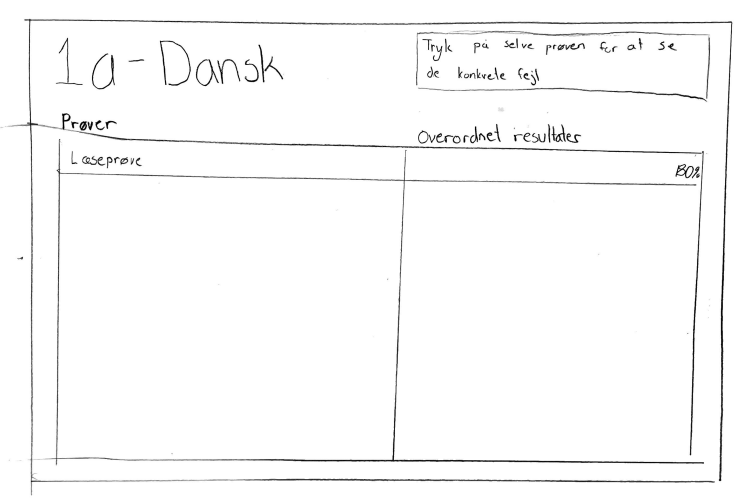 1a - Dansk
Tryk på selve prøven for at se
de konkrete fejl
Prøver
Overordnet resultater
Læseprøve
80%